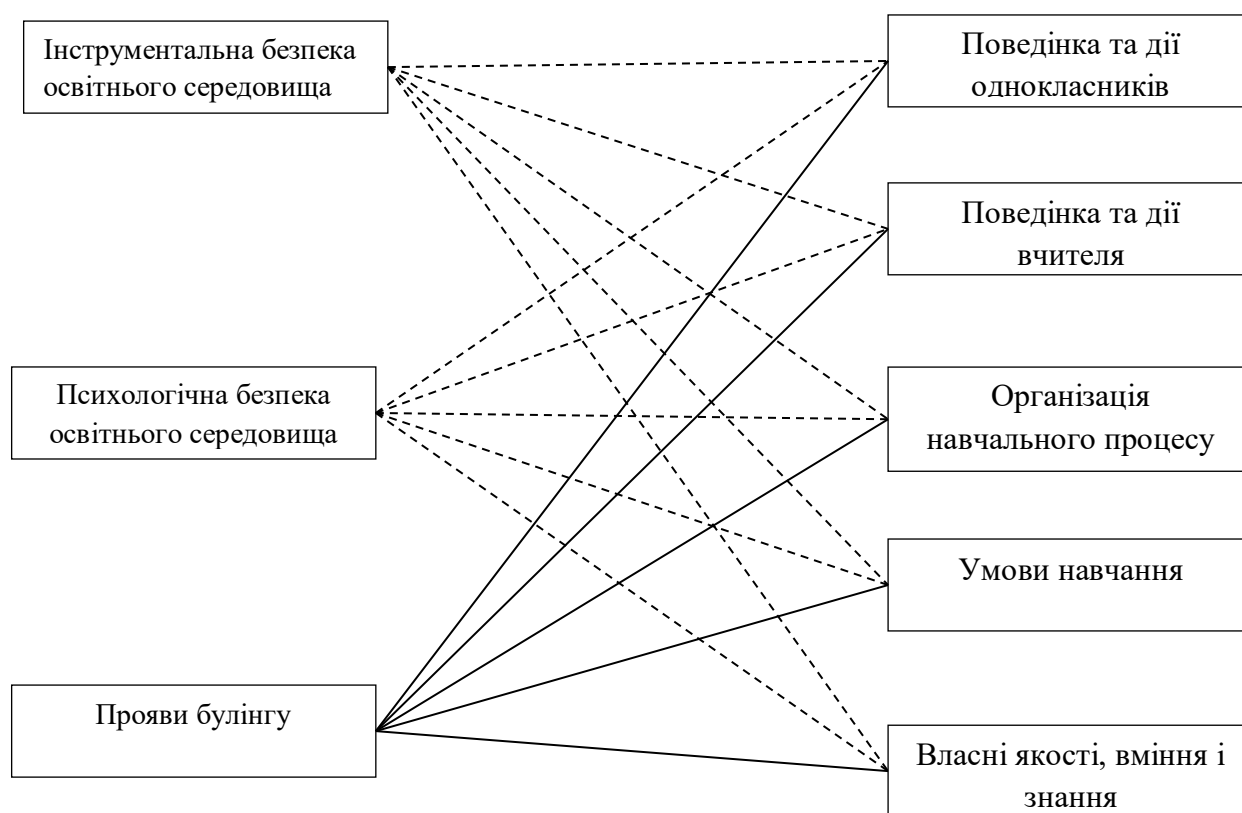 Інструментальна безпека
освітнього середовища
Поведінка та дії
однокласників
Поведінка та дії
вчителя
Психологічна безпека
освітнього середовища
Організація
навчального процесу
Умови навчання
Прояви булінгу
Власні якості, вміння і
знання